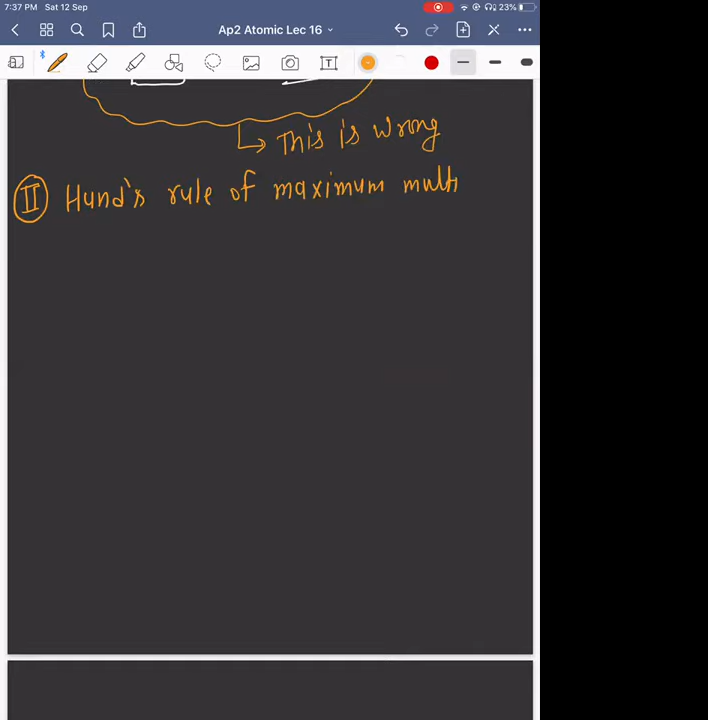 7:37 PM Sat 12 Sep
23%
Ap2 Atomic Lec 16
T
This is wrong
II Hund's rule of maximum mult